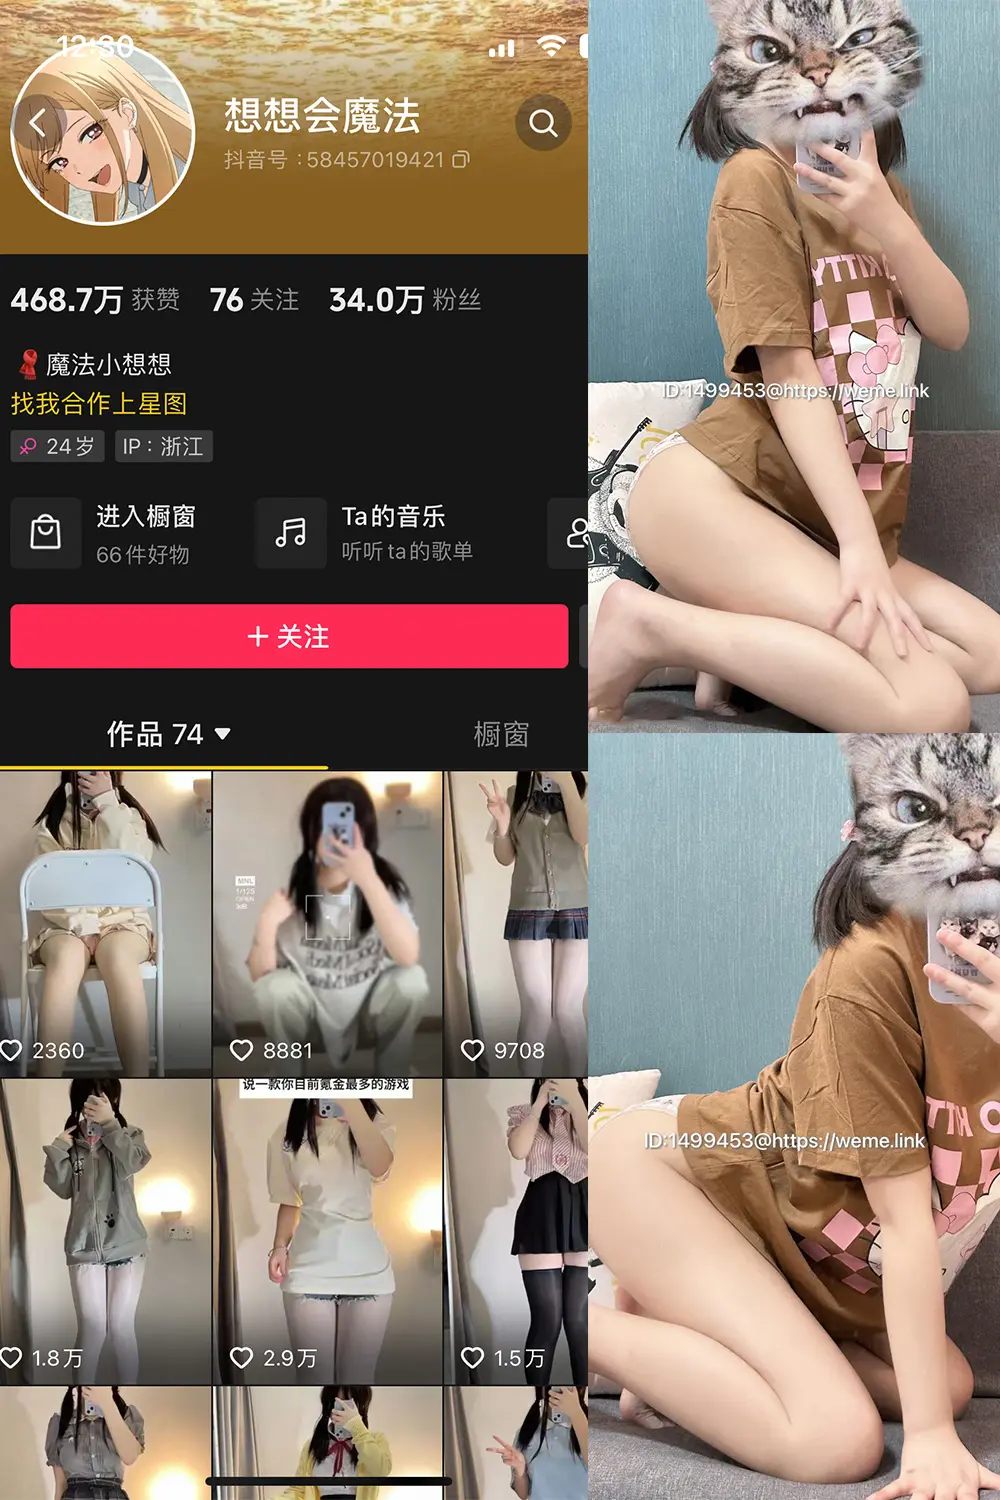 12:30
想想会魔法
抖音号：58457019421
468.7万 获赞 76 关注 34.0万 粉丝
魔法小想想
找我合作上星图
24岁 IP：浙江
进入橱窗
66件好物
Ta的音乐
听听ta的歌单
关注
作品 74
橱窗
2360
MNL
1/125
OPEN
8881
9708
1.8万
说一款你目前氪金最多的游戏
2.9万
1.5万
ID:1499453@https://weme.link
ID:1499453@https://weme.link